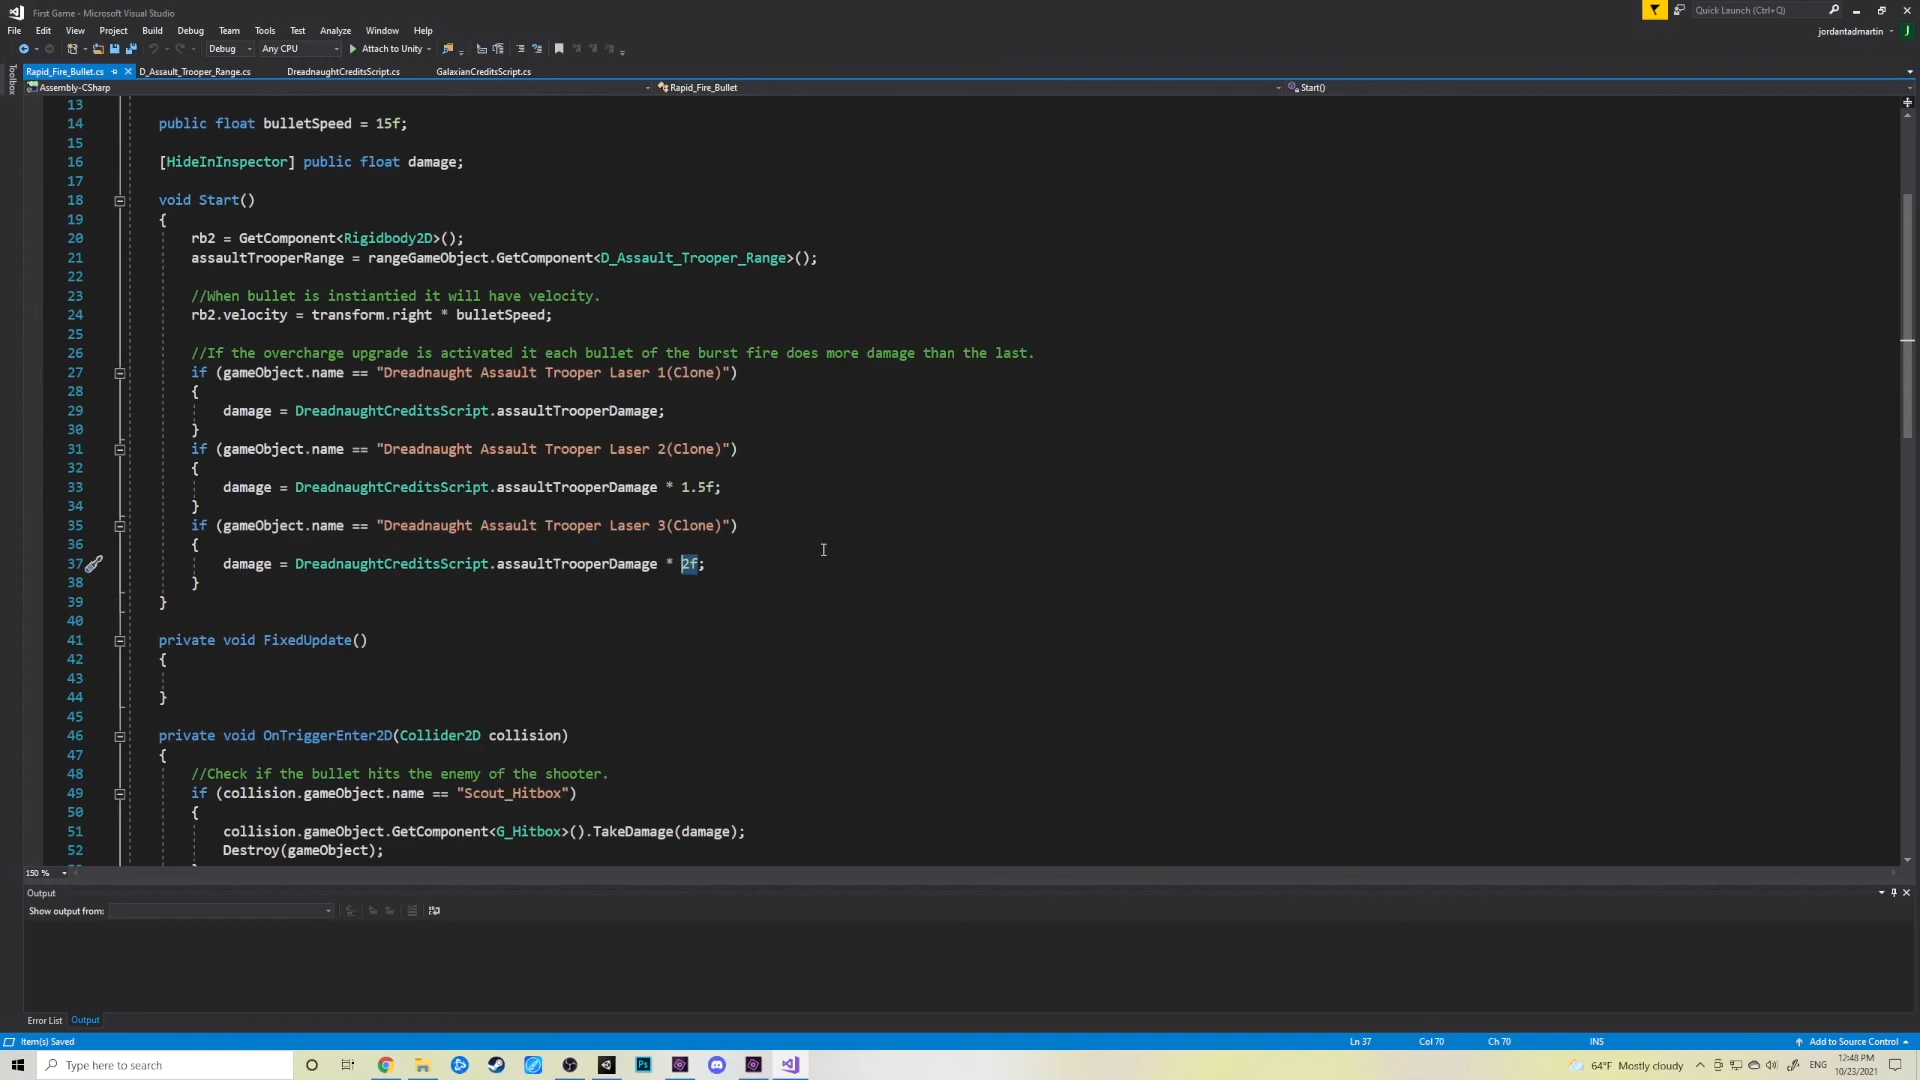 First Game - Microsoft Visual Studio
Quick Launch (Ctrl+Q)
File Edit View Project Build Debug Team Tools Test Analyze Window Help
jordantadmartin J
Debug Any CPU Attach to Unity
Toolbox
Rapid_Fire_Bullet.cs D_Assault_Trooper_Range.cs DreadnaughtCreditsScript.cs GalaxianCreditsScript.cs
Assembly-CSharp Rapid_Fire_Bullet Start()
13
14 public float bulletSpeed = 15f;
15
16 [HideInInspector] public float damage;
17
18 void Start()
19 {
20 rb2 = GetComponent<Rigidbody2D>();
21 assaultTrooperRange = rangeGameObject.GetComponent<D_Assault_Trooper_Range>();
22
23 //When bullet is instiantied it will have velocity.
24 rb2.velocity = transform.right * bulletSpeed;
25
26 //If the overcharge upgrade is activated it each bullet of the burst fire does more damage than the last.
27 if (gameObject.name == "Dreadnaught Assault Trooper Laser 1(Clone)")
28 {
29 damage = DreadnaughtCreditsScript.assaultTrooperDamage;
30 }
31 if (gameObject.name == "Dreadnaught Assault Trooper Laser 2(Clone)")
32 {
33 damage = DreadnaughtCreditsScript.assaultTrooperDamage * 1.5f;
34 }
35 if (gameObject.name == "Dreadnaught Assault Trooper Laser 3(Clone)")
36 {
37 damage = DreadnaughtCreditsScript.assaultTrooperDamage * 2f;
38 }
39 }
40
41 private void FixedUpdate()
42 {
43
44 }
45
46 private void OnTriggerEnter2D(Collider2D collision)
47 {
48 //Check if the bullet hits the enemy of the shooter.
49 if (collision.gameObject.name == "Scout_Hitbox")
50 {
51 collision.gameObject.GetComponent<G_Hitbox>().TakeDamage(damage);
52 Destroy(gameObject);
150 %
Output
Show output from:
Error List Output
Item(s) Saved Ln 37 Col 70 Ch 70 INS Add to Source Control
Type here to search 64°F Mostly cloudy ENG 12:48 PM
10/23/2021